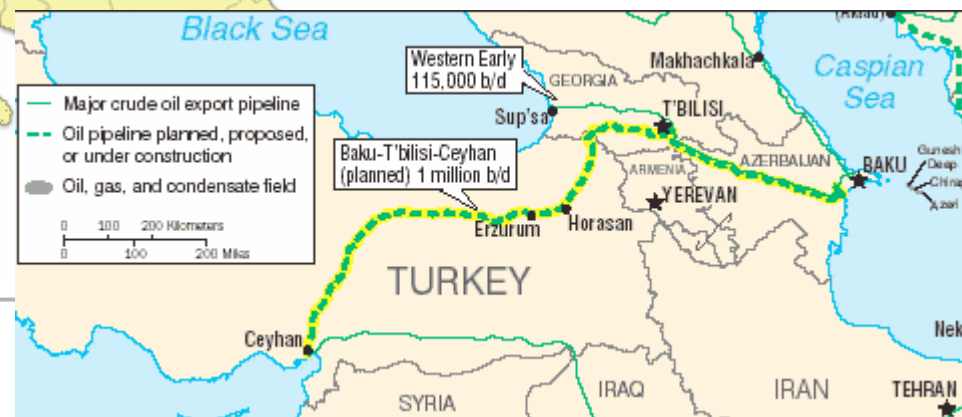 Black Sea
(Aktau)
Western Early
115,000 b/d
Makhachkala
Caspian
Sea
GEORGIA
Major crude oil export pipeline
Oil pipeline planned, proposed,
or under construction
Oil, gas, and condensate field
0 100 200 Kilometers
0 100 200 Miles
Sup'sa
T'BILISI
Baku-T'bilisi-Ceyhan
(planned) 1 million b/d
ARMENIA
AZERBAIJAN
BAKU
Gunesh
Deep
Chirag
Azeri
YEREVAN
Erzurum
Horasan
TURKEY
Ceyhan
Nek
SYRIA
IRAQ
IRAN
TEHRAN